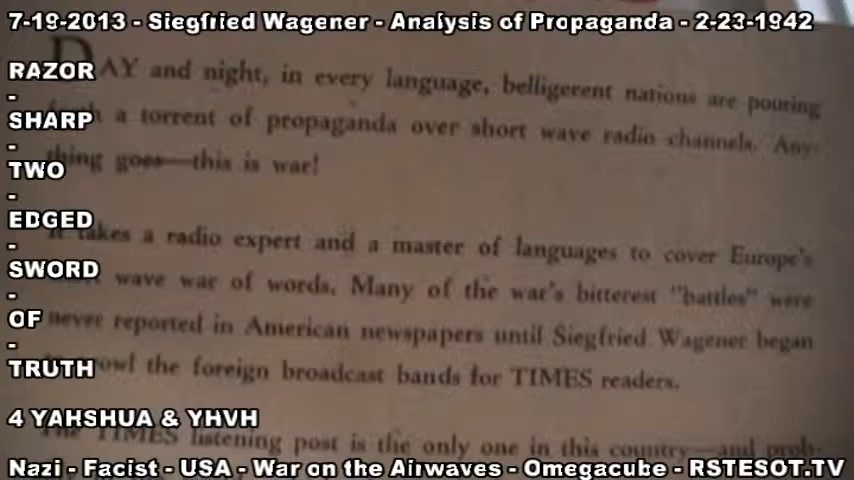 7-19-2013 - Siegfried Wagener - Analysis of Propaganda - 2-23-1942
DAY and night, in every language, belligerent nations are pouring
a torrent of propaganda over short wave radio channels. Any-
thing goes—this is war!
takes a radio expert and a master of languages to cover Europe's
wave war of words. Many of the war's bitterest "battles" were
never reported in American newspapers until Siegfried Wagener began
the foreign broadcast bands for TIMES readers.
The TIMES listening post is the only one in this country—and prob-
RAZOR
-
SHARP
-
TWO
-
EDGED
-
SWORD
-
OF
-
TRUTH
4 YAHSHUA & YHVH
Nazi - Facist - USA - War on the Airwaves - Omegacube - RSTESOT.TV